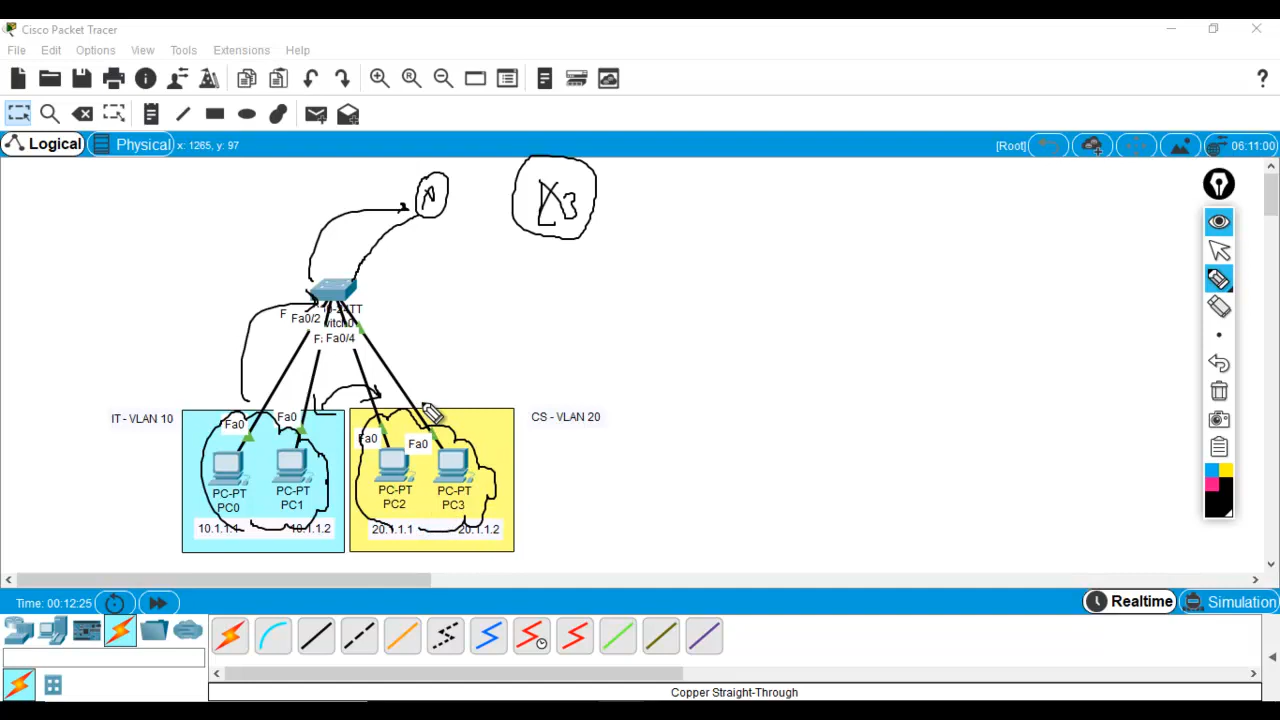 Cisco Packet Tracer
File Edit Options View Tools Extensions Help
Logical Physical x: 1265, y: 97 [Root] 06:11:00
Fa0/2
Fa0/4
IT - VLAN 10
CS - VLAN 20
Fa0 Fa0 Fa0 Fa0
PC-PT PC-PT PC-PT PC-PT
PC0 PC1 PC2 PC3
10.1.1.1 10.1.1.2 20.1.1.1 20.1.1.2
Time: 00:12:25 Realtime Simulation
Copper Straight-Through